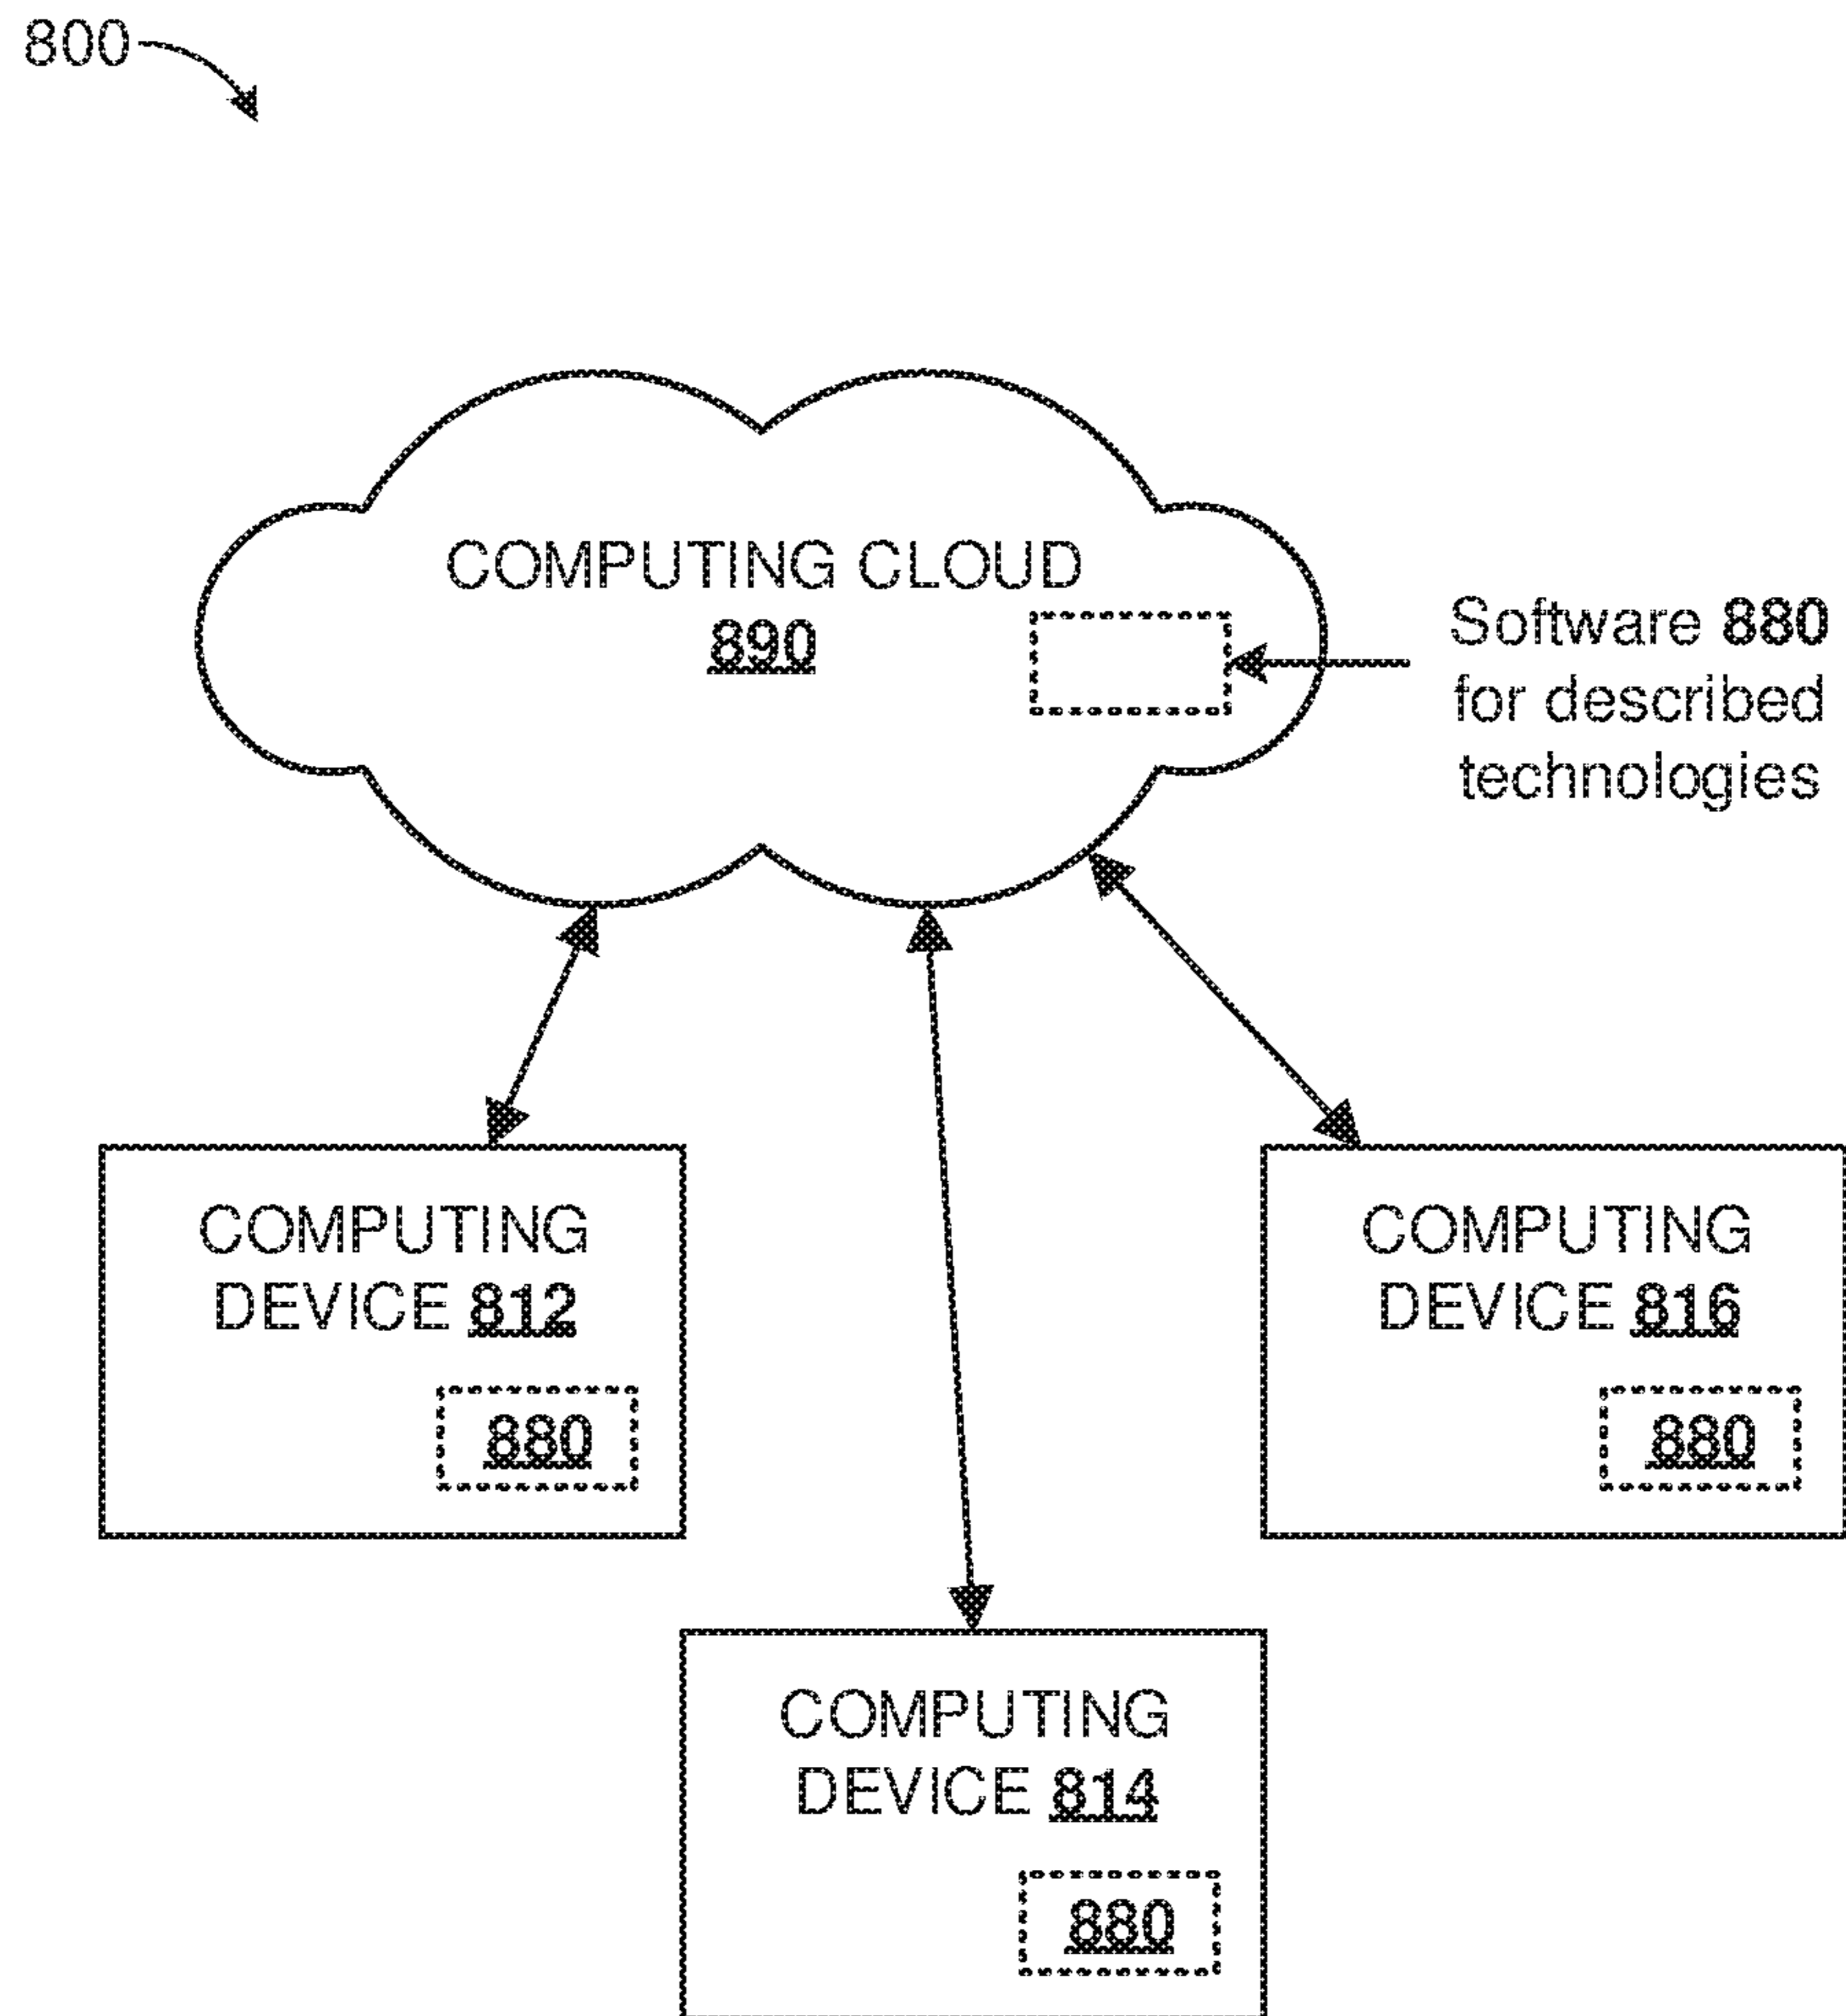 800
COMPUTING CLOUD
890
Software 880
for described
technologies
COMPUTING
DEVICE 812
880
COMPUTING
DEVICE 816
880
COMPUTING
DEVICE 814
880